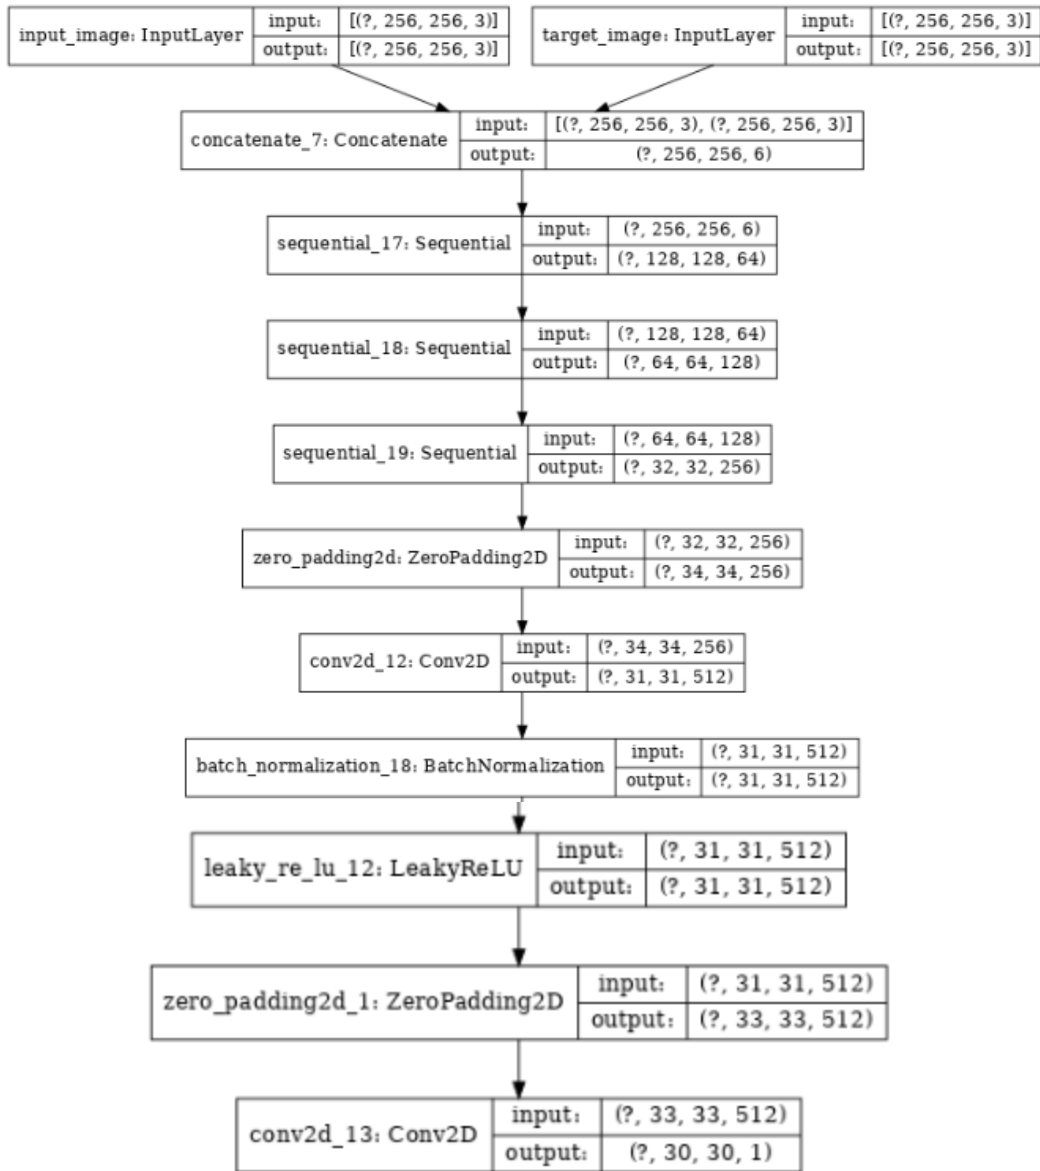 input_image: InputLayer
input: [(?, 256, 256, 3)]
output: [(?, 256, 256, 3)]
target_image: InputLayer
input: [(?, 256, 256, 3)]
output: [(?, 256, 256, 3)]
concatenate_7: Concatenate
input: [(?, 256, 256, 3), (?, 256, 256, 3)]
output: (?, 256, 256, 6)
sequential_17: Sequential
input: (?, 256, 256, 6)
output: (?, 128, 128, 64)
sequential_18: Sequential
input: (?, 128, 128, 64)
output: (?, 64, 64, 128)
sequential_19: Sequential
input: (?, 64, 64, 128)
output: (?, 32, 32, 256)
zero_padding2d: ZeroPadding2D
input: (?, 32, 32, 256)
output: (?, 34, 34, 256)
conv2d_12: Conv2D
input: (?, 34, 34, 256)
output: (?, 31, 31, 512)
batch_normalization_18: BatchNormalization
input: (?, 31, 31, 512)
output: (?, 31, 31, 512)
leaky_re_lu_12: LeakyReLU
input: (?, 31, 31, 512)
output: (?, 31, 31, 512)
zero_padding2d_1: ZeroPadding2D
input: (?, 31, 31, 512)
output: (?, 33, 33, 512)
conv2d_13: Conv2D
input: (?, 33, 33, 512)
output: (?, 30, 30, 1)